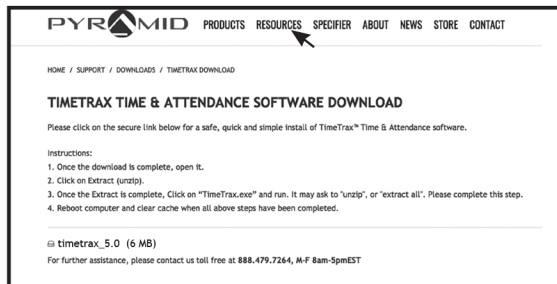 PYRAMID PRODUCTS RESOURCES SPECIFIER ABOUT NEWS STORE CONTACT
HOME / SUPPORT / DOWNLOADS / TIMETRAX DOWNLOAD
TIMETRAX TIME & ATTENDANCE SOFTWARE DOWNLOAD
Please click on the secure link below for a safe, quick and simple install of TimeTrax™ Time & Attendance software.
Instructions:
1. Once the download is complete, open it.
2. Click on Extract (unzip).
3. Once the Extract is complete, Click on "TimeTrax.exe" and run. It may ask to "unzip", or "extract all". Please complete this step.
4. Reboot computer and clear cache when all above steps have been completed.
timetrax_5.0 (6 MB)
For further assistance, please contact us toll free at 888.479.7264, M-F 8am-5pmEST